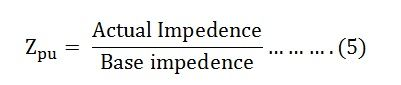 Z_pu = Actual Impedence / Base impedence ... ... ... . (5)